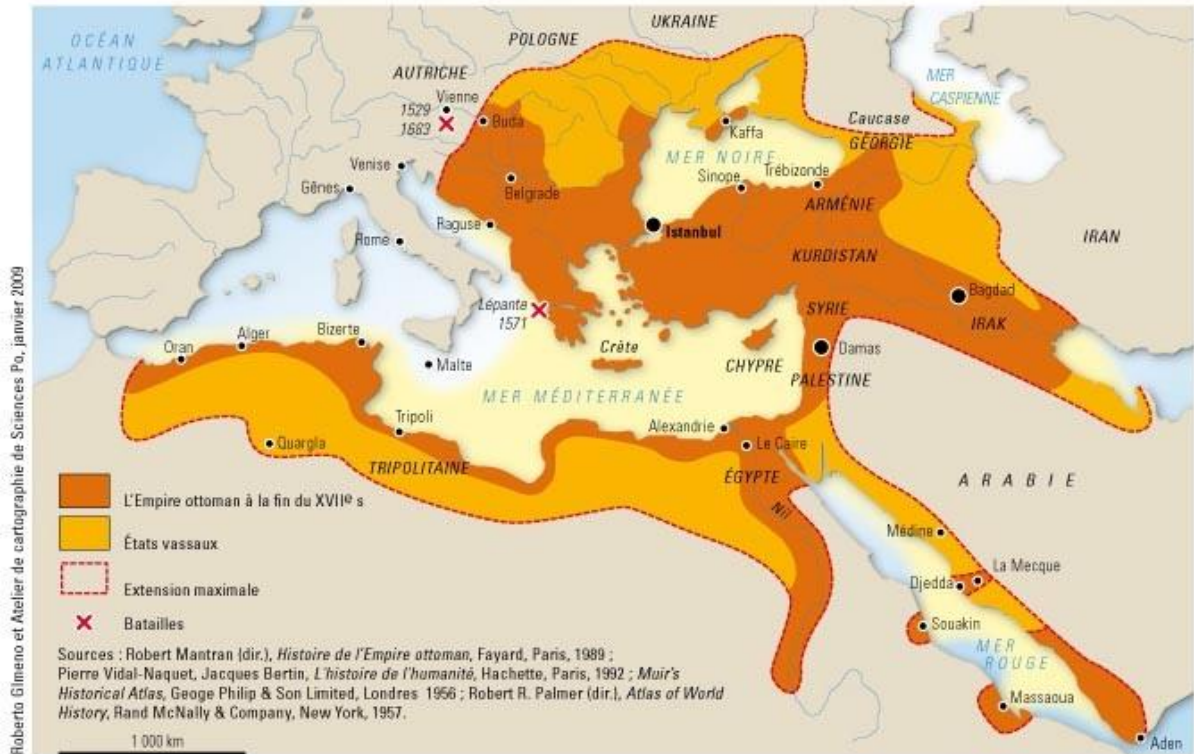 OCÉAN
ATLANTIQUE
UKRAINE
POLOGNE
AUTRICHE
Vienne
1529
1683
Buda
MER
CASPIENNE
Caucase
GÉORGIE
Kaffa
MER NOIRE
Sinope
Trébizonde
Venise
Gênes
Belgrade
ARMÉNIE
Raguse
Istanbul
Rome
KURDISTAN
IRAN
Bagdad
Lépante
1571
SYRIE
IRAK
Oran
Alger
Bizerte
Crète
Malte
CHYPRE
Damas
PALESTINE
MER MÉDITERRANÉE
Tripoli
Alexandrie
Le Caire
Quargla
TRIPOLITAINE
ÉGYPTE
ARABIE
Nil
Médine
La Mecque
Djedda
Souakin
MER
ROUGE
Massaoua
Aden
L'Empire ottoman à la fin du XVIIe s
États vassaux
Extension maximale
Batailles
Sources : Robert Mantran (dir.), Histoire de l'Empire ottoman, Fayard, Paris, 1989 ;
Pierre Vidal-Naquet, Jacques Bertin, L'histoire de l'humanité, Hachette, Paris, 1992 ; Muir's
Historical Atlas, Geoge Philip & Son Limited, Londres 1956 ; Robert R. Palmer (dir.), Atlas of World
History, Rand McNally & Company, New York, 1957.
1 000 km
Roberto Gimeno et Atelier de cartographie de Sciences Po, janvier 2009